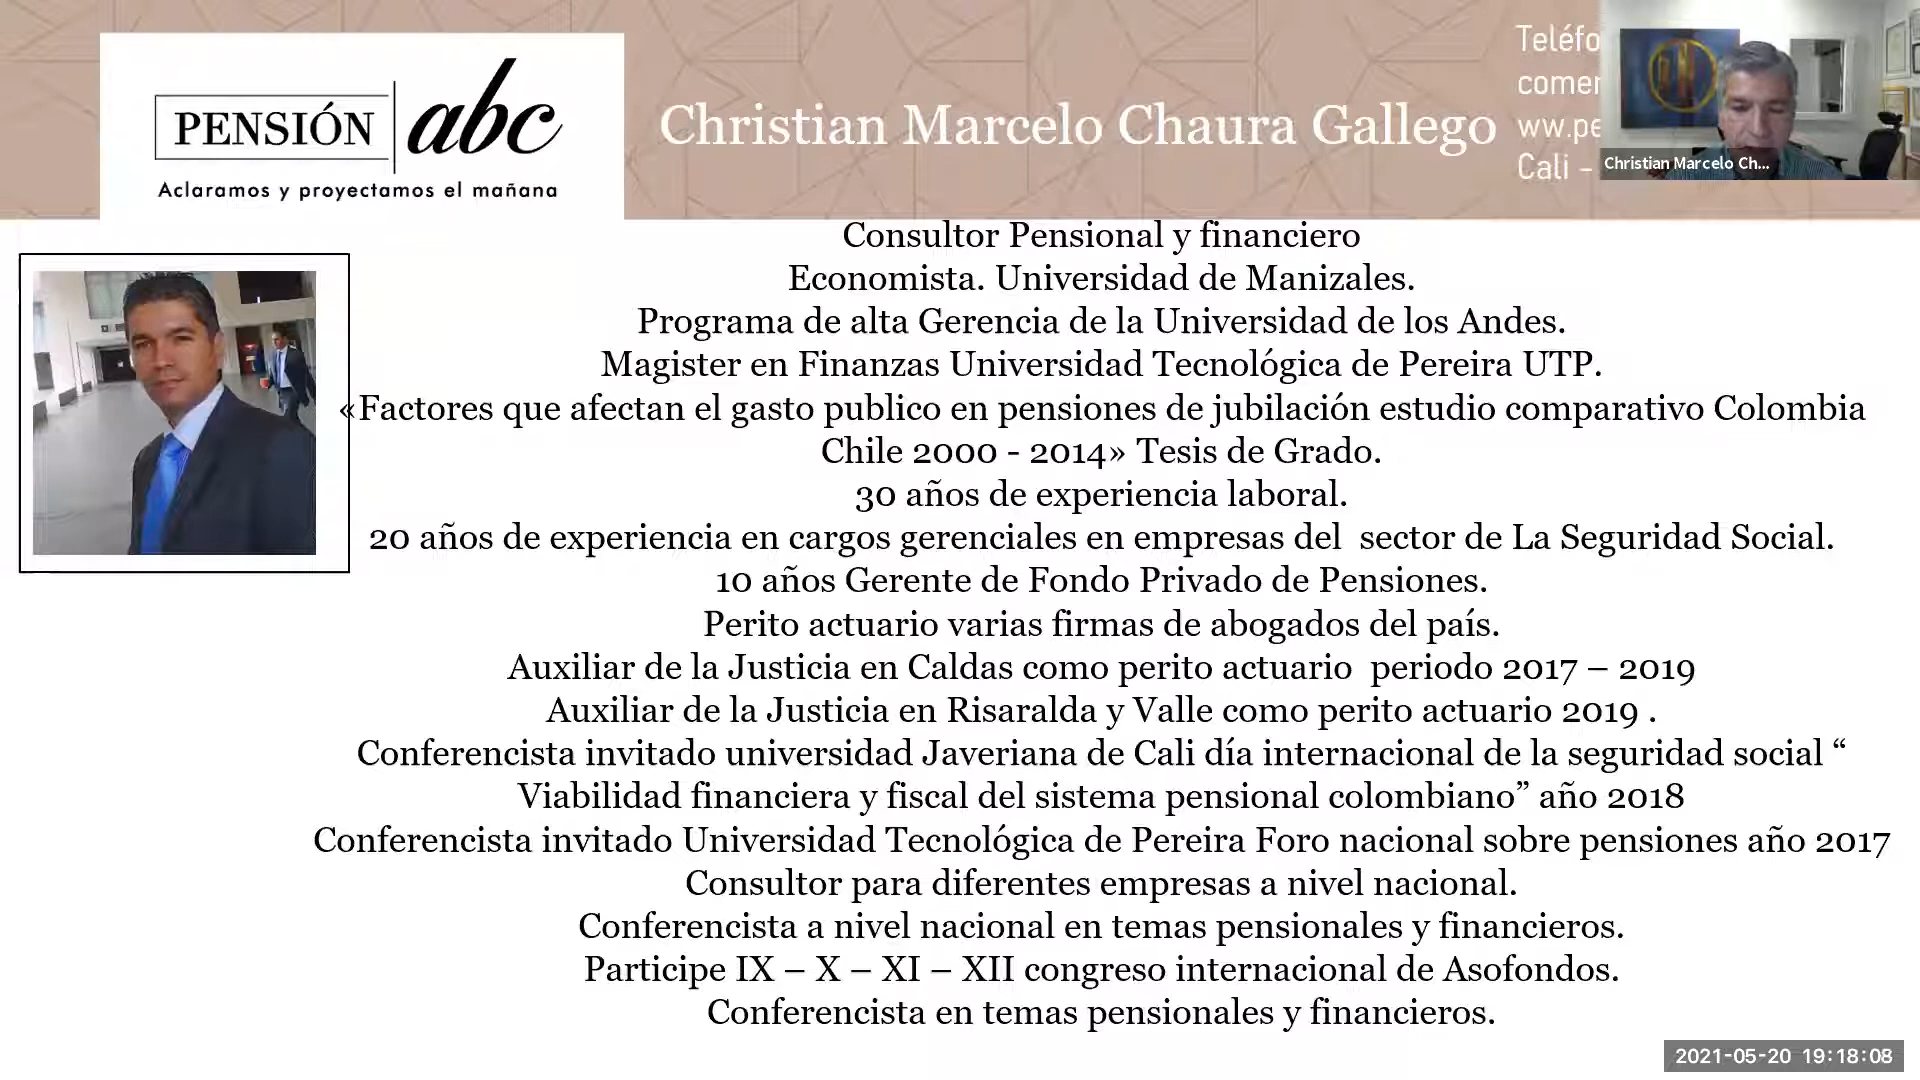 PENSIÓN abc
Aclaramos y proyectamos el mañana
Christian Marcelo Chaura Gallego
Cali -
Christian Marcelo Ch...
Consultor Pensional y financiero
Economista. Universidad de Manizales.
Programa de alta Gerencia de la Universidad de los Andes.
Magister en Finanzas Universidad Tecnológica de Pereira UTP.
«Factores que afectan el gasto publico en pensiones de jubilación estudio comparativo Colombia
Chile 2000 - 2014» Tesis de Grado.
30 años de experiencia laboral.
20 años de experiencia en cargos gerenciales en empresas del  sector de La Seguridad Social.
10 años Gerente de Fondo Privado de Pensiones.
Perito actuario varias firmas de abogados del país.
Auxiliar de la Justicia en Caldas como perito actuario  periodo 2017 – 2019
Auxiliar de la Justicia en Risaralda y Valle como perito actuario 2019 .
Conferencista invitado universidad Javeriana de Cali día internacional de la seguridad social “
Viabilidad financiera y fiscal del sistema pensional colombiano” año 2018
Conferencista invitado Universidad Tecnológica de Pereira Foro nacional sobre pensiones año 2017
Consultor para diferentes empresas a nivel nacional.
Conferencista a nivel nacional en temas pensionales y financieros.
Participe IX – X – XI – XII congreso internacional de Asofondos.
Conferencista en temas pensionales y financieros.
2021-05-20 19:18:08